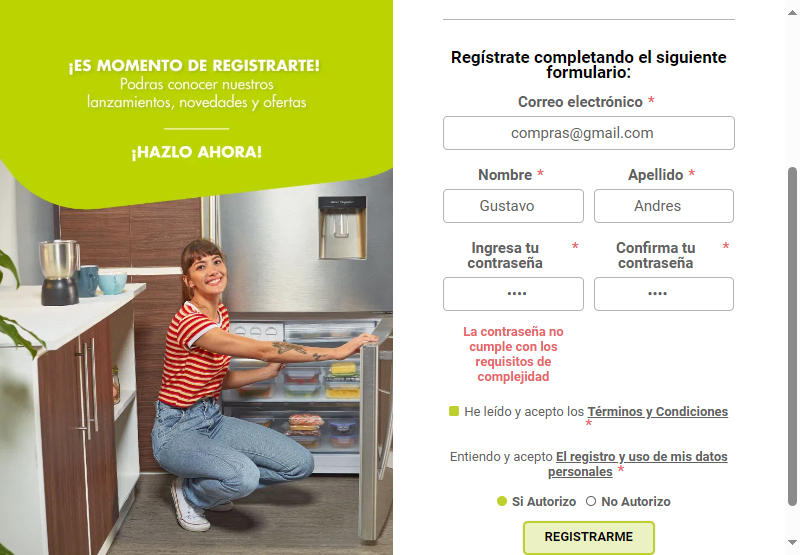 ¡ES MOMENTO DE REGISTRARTE!
Podras conocer nuestros
lanzamientos, novedades y ofertas
¡HAZLO AHORA!
Regístrate completando el siguiente
formulario:
Correo electrónico *
compras@gmail.com
Nombre *
Apellido *
Gustavo
Andres
Ingresa tu *
contraseña
Confirma tu *
contraseña
••••
••••
La contraseña no
cumple con los
requisitos de
complejidad
He leído y acepto los Términos y Condiciones
*
Entiendo y acepto El registro y uso de mis datos
personales *
Si Autorizo No Autorizo
REGISTRARME